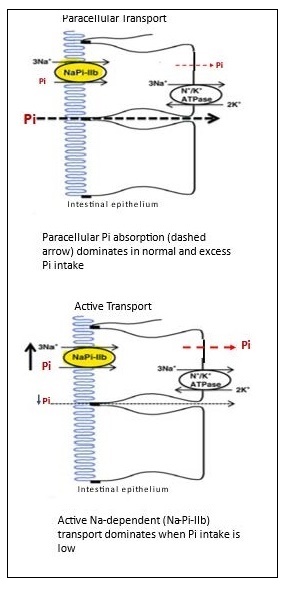 Paracellular Transport
3Na⁺
NaPi-IIb
Pi
Pi
3Na⁺
N⁺/K⁺
ATPase
2K⁺
Pi
Intestinal epithelium
Paracellular Pi absorption (dashed
arrow) dominates in normal and excess
Pi intake
Active Transport
3Na⁺
NaPi-IIb
Pi
Pi
3Na⁺
N⁺/K⁺
ATPase
2K⁺
↓Pi
Intestinal epithelium
Active Na-dependent (Na-Pi-IIb)
transport dominates when Pi intake is
low